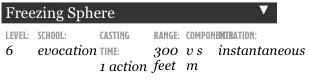 Freezing Sphere ▼
LEVEL: SCHOOL: CASTING RANGE: COMPONENTS: DURATION:
6 evocation TIME: 300 v s instantaneous
1 action feet m